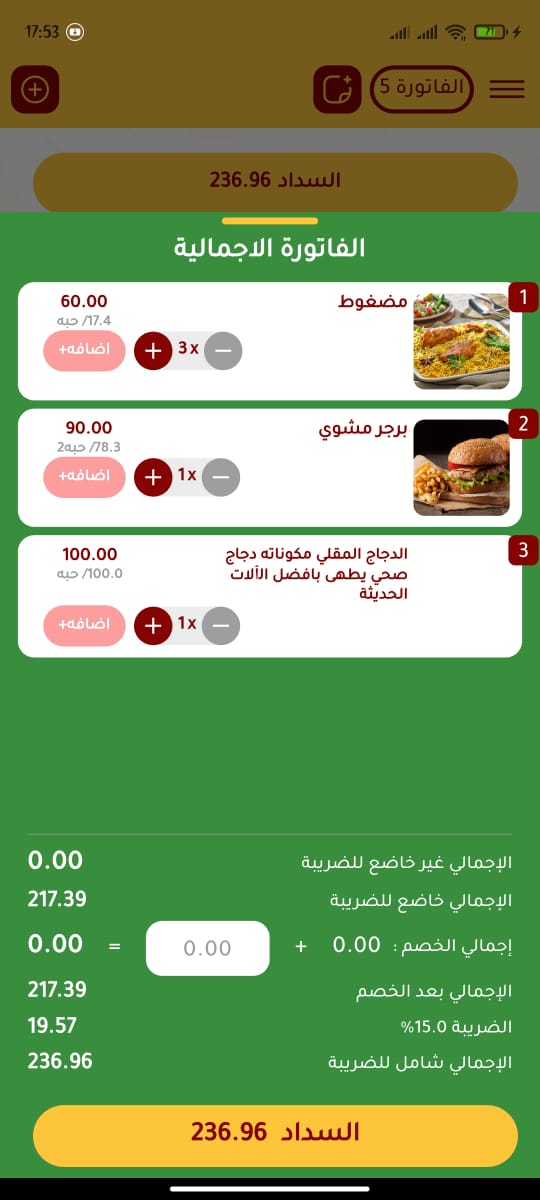 17:53
71
الفاتورة 5
السداد 236.96
الفاتورة الاجمالية
1
مضغوط
60.00
17.4/ حبه
3x
اضافه+
2
برجر مشوي
90.00
78.3/ حبه2
1x
اضافه+
3
الدجاج المقلي مكوناته دجاج
صحي يطهى بافضل الألات
الحديثة
100.00
100.0/ حبه
1x
اضافه+
الإجمالي غير خاضع للضريبة 0.00
الإجمالي خاضع للضريبة 217.39
إجمالي الخصم : 0.00 + 0.00 = 0.00
الإجمالي بعد الخصم 217.39
الضريبة 15.0% 19.57
الإجمالي شامل للضريبة 236.96
السداد 236.96